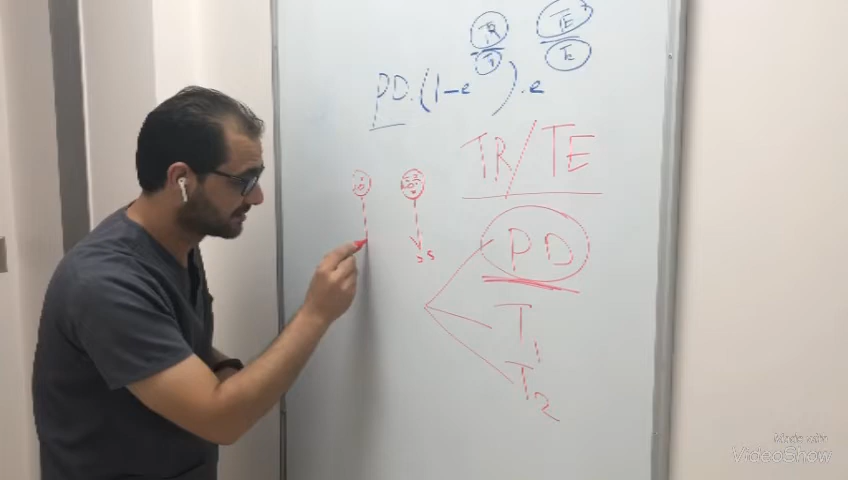 TR TE
T1 T2
PD.(1-e ).e
TR/TE
PD
T1
T2
Made with
VideoShow